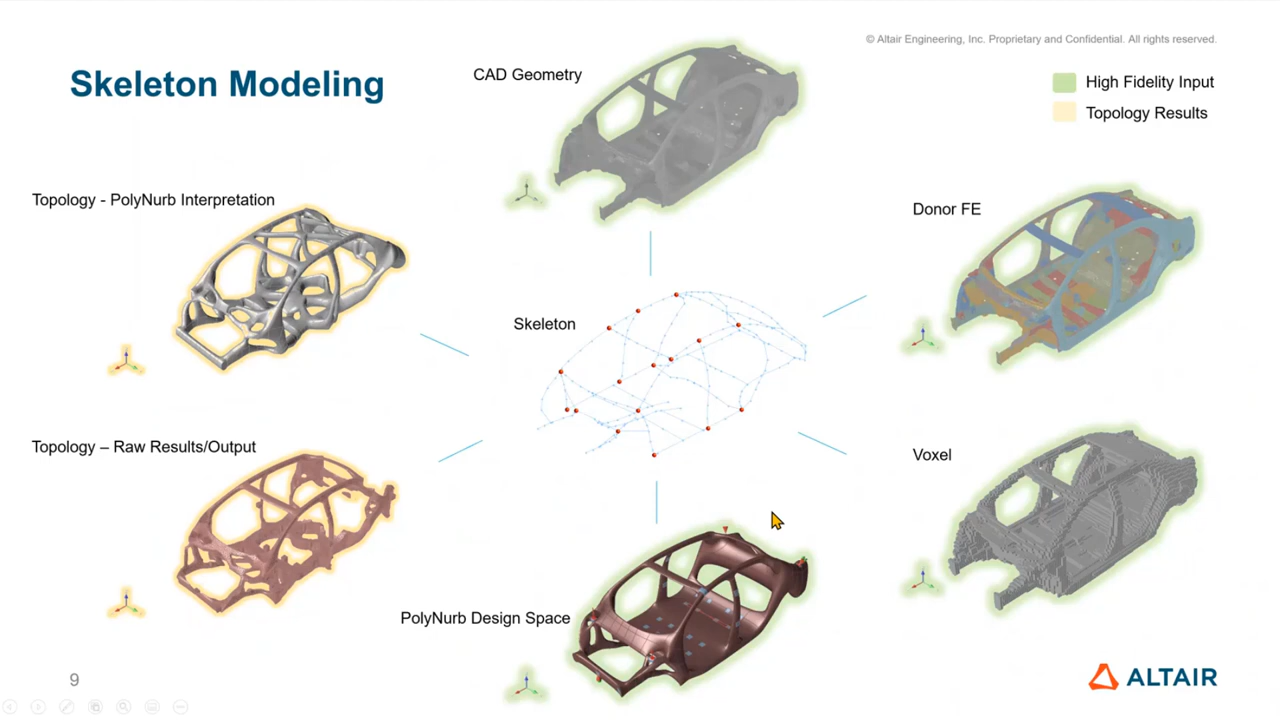 © Altair Engineering, Inc. Proprietary and Confidential. All rights reserved.
Skeleton Modeling
CAD Geometry
High Fidelity Input
Topology Results
Topology - PolyNurb Interpretation
Donor FE
Skeleton
Topology – Raw Results/Output
Voxel
PolyNurb Design Space
9
ALTAIR